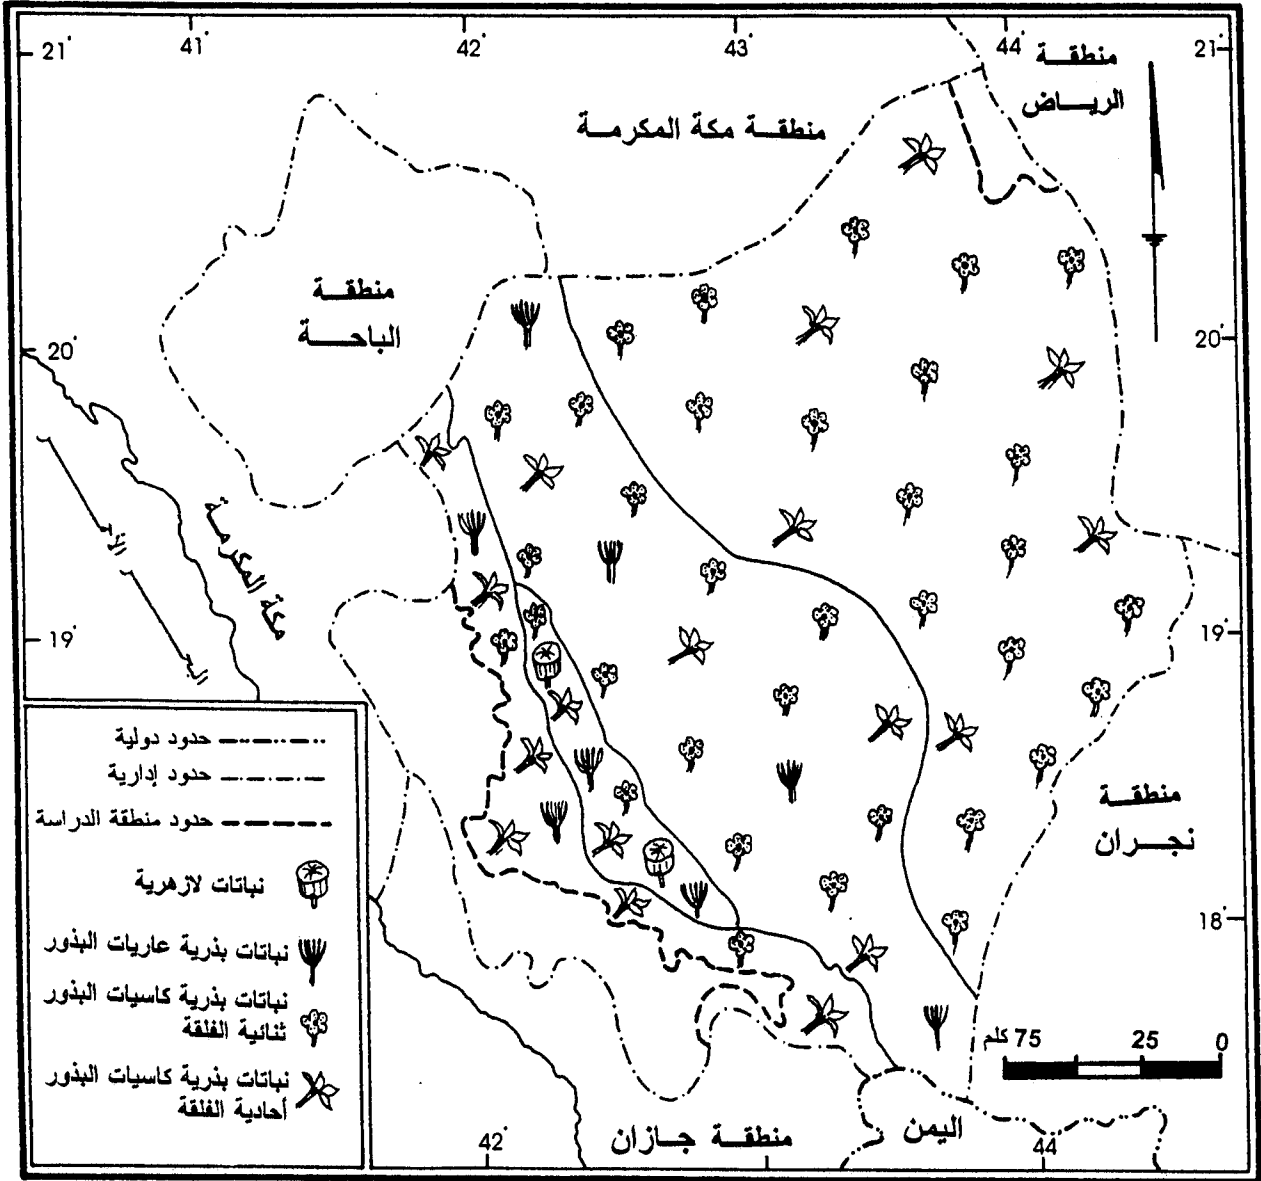 41°
42°
43°
44°
21°
21°
منطقة
الرياض
منطقة مكة المكرمة
منطقة
الباحة
20°
20°
مكة المكرمة
19°
19°
حدود دولية
حدود إدارية
حدود منطقة الدراسة
نباتات لازهرية
نباتات بذرية عاريات البذور
نباتات بذرية كاسيات البذور
ثنائية الفلقة
نباتات بذرية كاسيات البذور
أحادية الفلقة
منطقة
نجران
18°
كلم 75
25
0
اليمن
منطقة جازان
42°
44